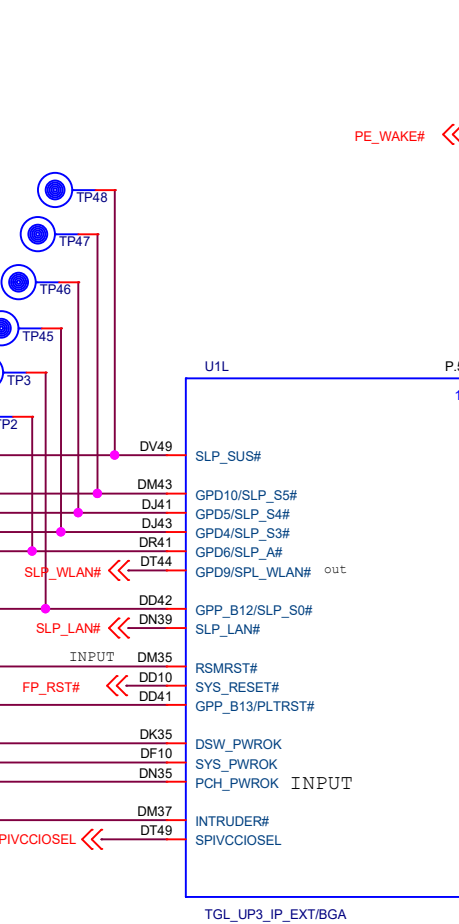 PE_WAKE#
TP48
TP47
TP46
TP45
TP3
TP2
U1L
DV49 SLP_SUS#
DM43 GPD10/SLP_S5#
DJ41 GPD5/SLP_S4#
DJ43 GPD4/SLP_S3#
DR41 GPD6/SLP_A#
SLP_WLAN# DT44 GPD9/SPL_WLAN# out
DD42 GPP_B12/SLP_S0#
SLP_LAN# DN39 SLP_LAN#
INPUT DM35 RSMRST#
FP_RST# DD10 SYS_RESET#
DD41 GPP_B13/PLTRST#
DK35 DSW_PWROK
DF10 SYS_PWROK
DN35 PCH_PWROK INPUT
DM37 INTRUDER#
PIVCCIOSEL DT49 SPIVCCIOSEL
TGL_UP3_IP_EXT/BGA